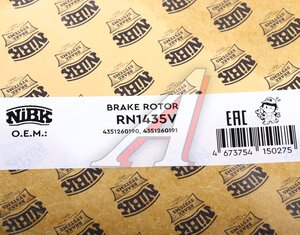 NiBK
BRAKE ROTOR
RN1435V
O.E.M.:
4351260190, 4351260191
EAC
4 673754 150275